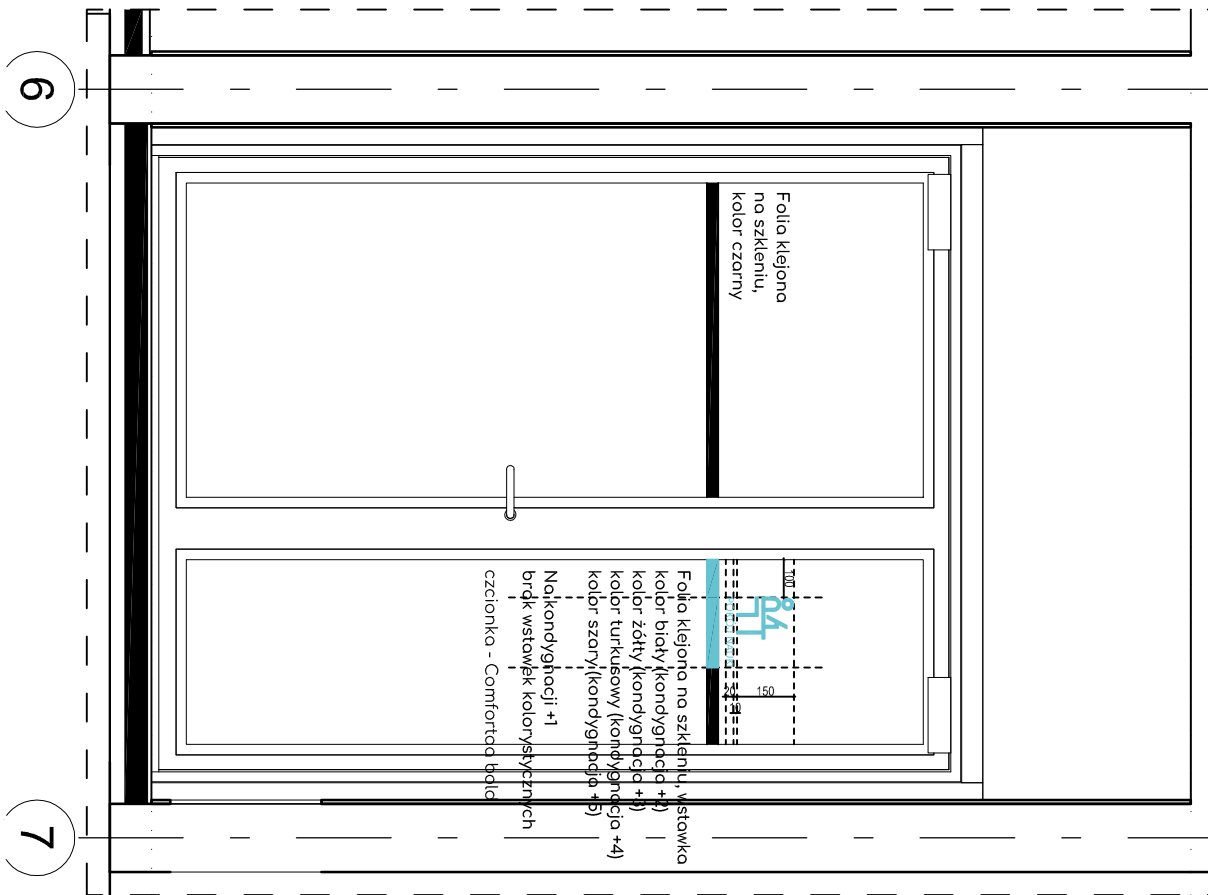 6
Folia klejona
na szkleniu,
kolor czarny
100
20
150
10
Folia klejona na szkleniu, wstawka
kolor biały (kondygnacja +2)
kolor żółty (kondygnacja +3)
kolor turkusowy (kondygnacja +4)
kolor szary (kondygnacja +5)
Na kondygnacji +1
brak wstawek kolorystycznych
czcionka - Comfortaa bold
7